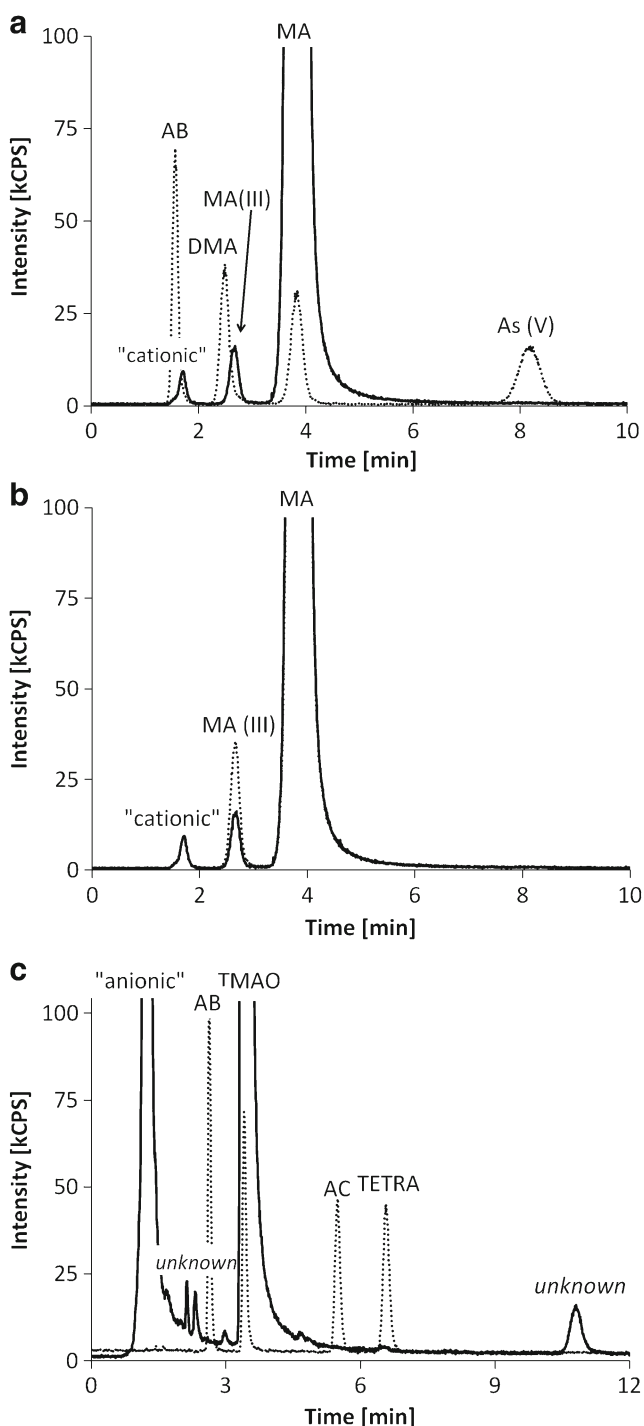 a
MA
100
AB
75
MA(III)
Intensity [kCPS]
50
DMA
25
As (V)
"cationic"
0
0 2 4 6 8 10
Time [min]
b
MA
100
75
Intensity [kCPS]
50
MA (III)
25
"cationic"
0
0 2 4 6 8 10
Time [min]
c
"anionic" TMAO
AB
100
75
Intensity [kCPS]
50
AC TETRA
unknown
25
unknown
0
0 3 6 9 12
Time [min]